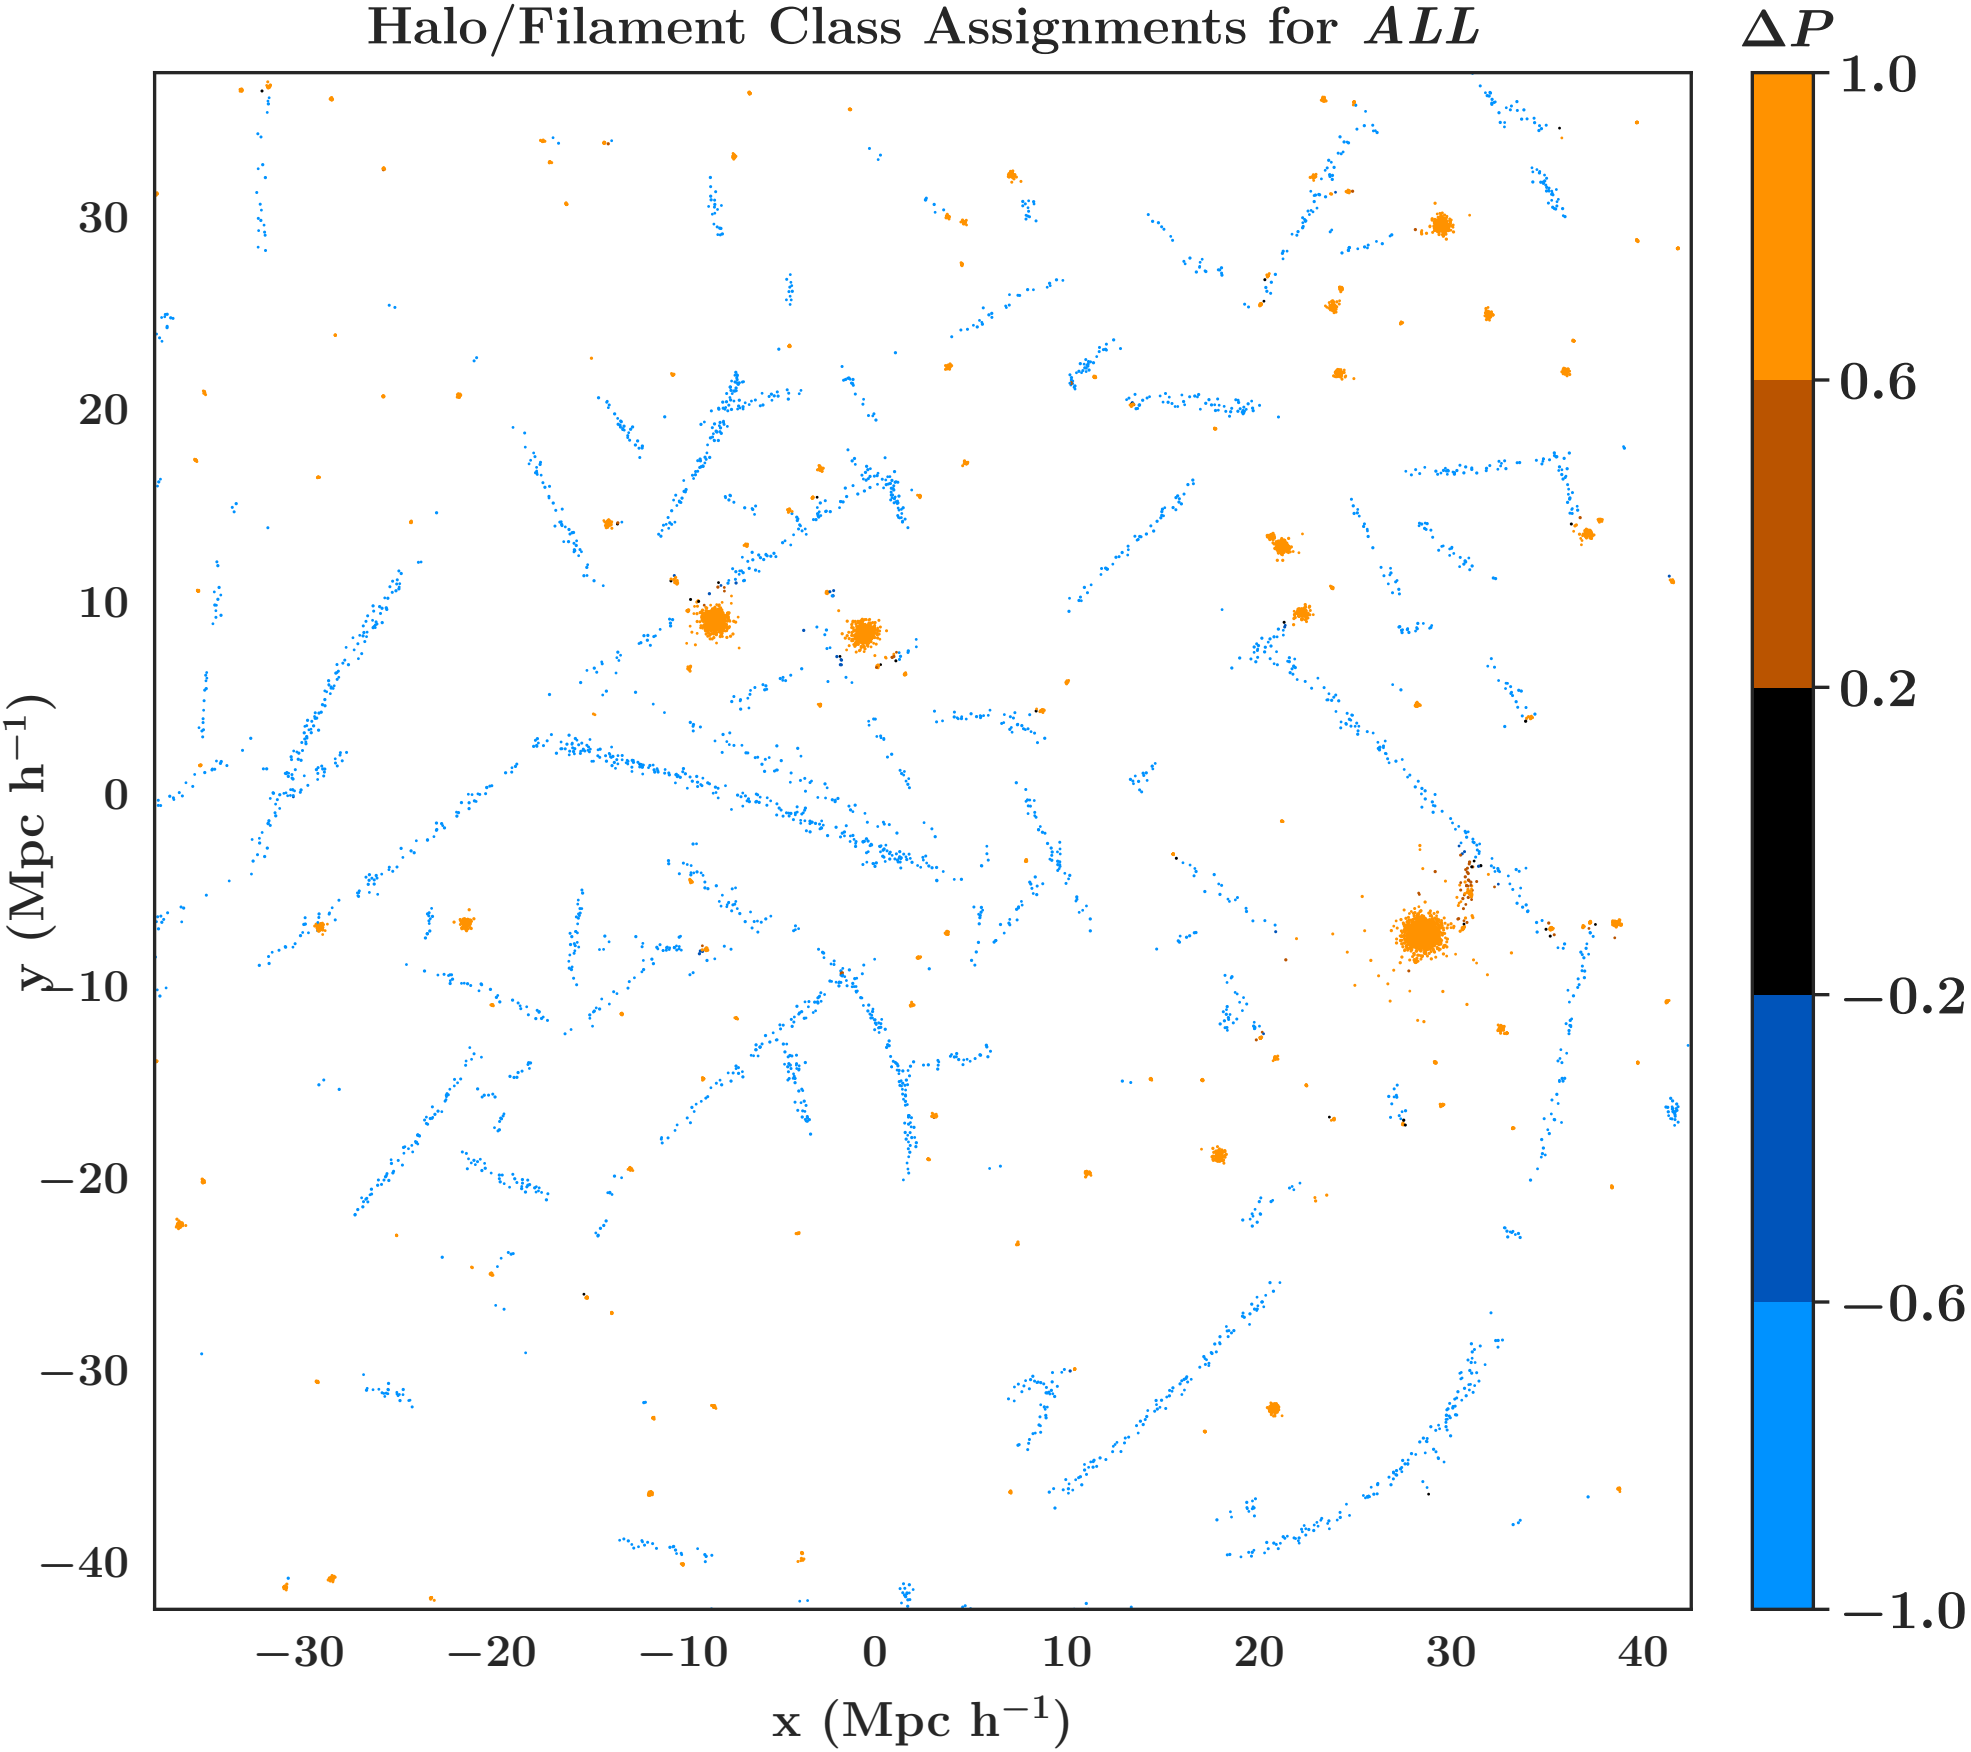 Halo/Filament Class Assignments for ALL
ΔP
1.0
0.6
0.2
−0.2
−0.6
−1.0
y (Mpc h⁻¹)
30
20
10
0
−10
−20
−30
−40
−30 −20 −10 0 10 20 30 40
x (Mpc h⁻¹)